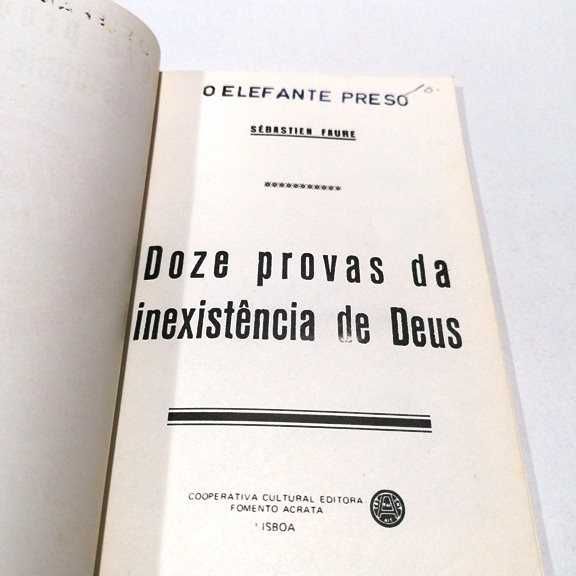 O ELEFANTE PRESO
SÉBASTIEN FAURE
***********
Doze provas da
inexistência de Deus
COOPERATIVA CULTURAL EDITORA
FOMENTO ACRATA
LISBOA